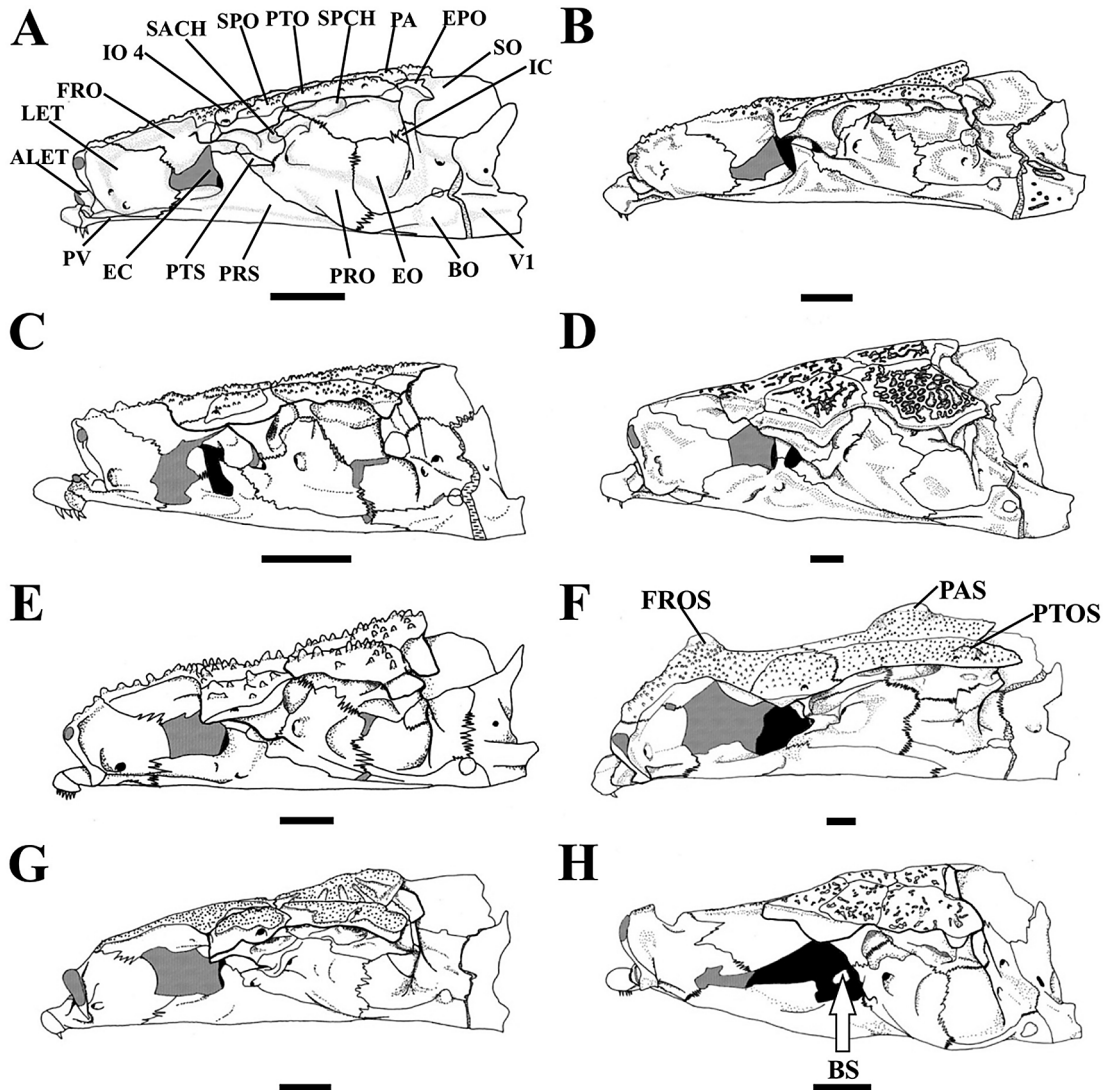 A
SACH SPO PTO SPCH PA EPO
IO 4 SO
FRO IC
LET
ALET
PV EC PTS PRS PRO EO BO V1
B
C
D
E
F
FROS PAS
PTOS
G
H
BS